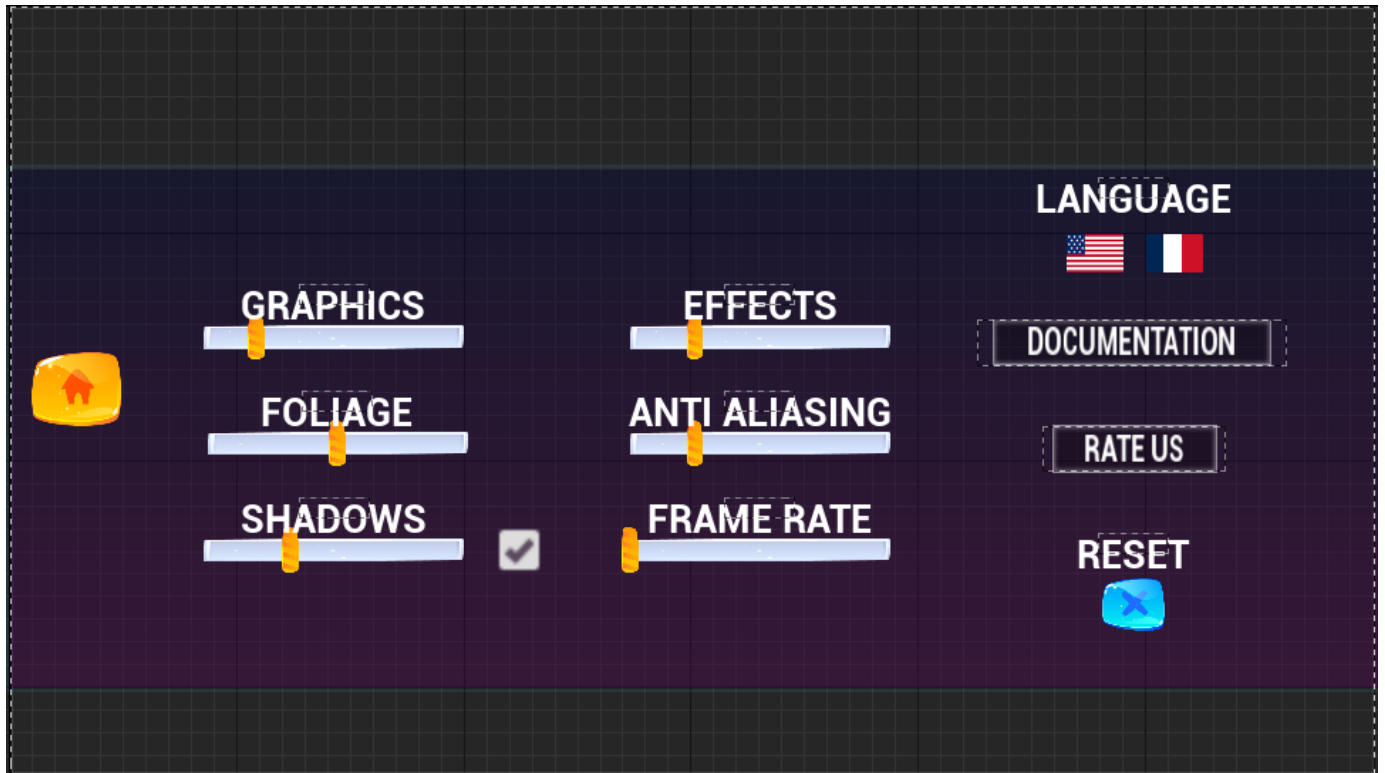 LANGUAGE
GRAPHICS
EFFECTS
DOCUMENTATION
FOLIAGE
ANTI ALIASING
RATE US
SHADOWS
FRAME RATE
RESET